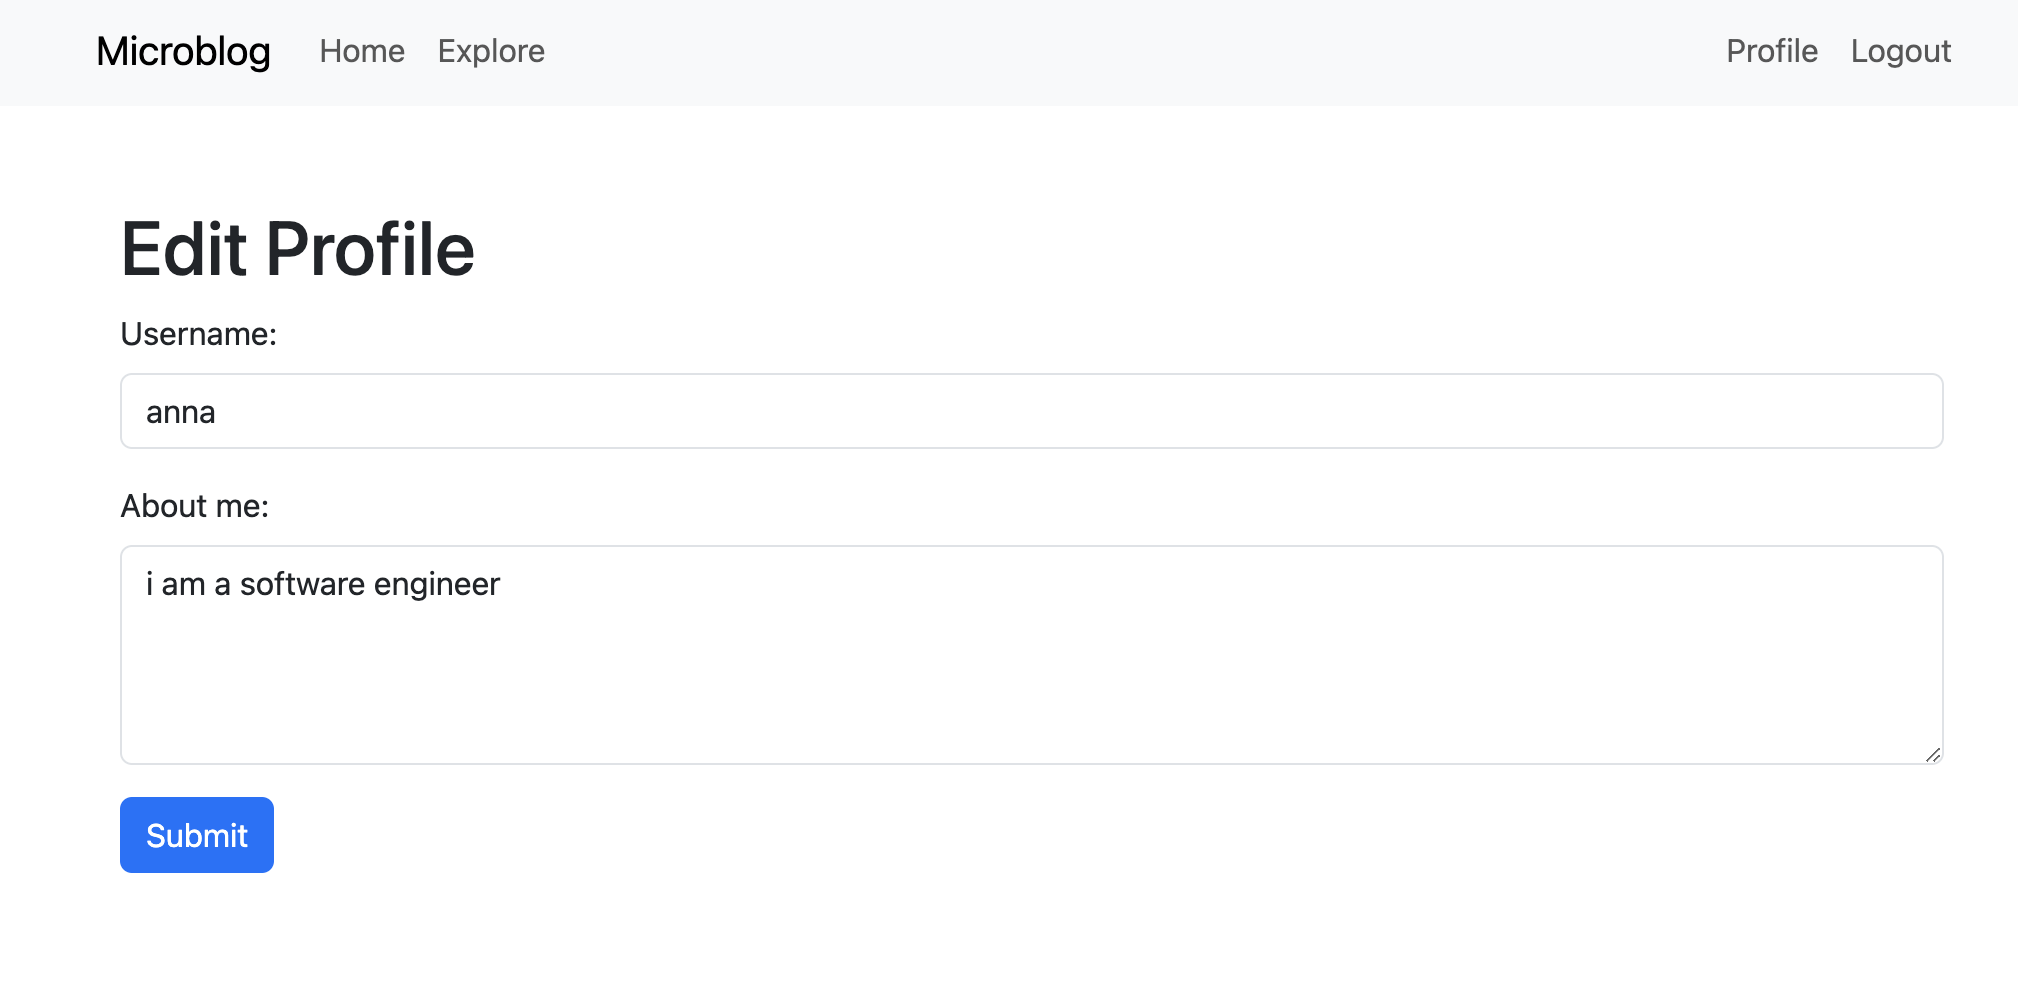 Microblog Home Explore Profile Logout
Edit Profile
Username:
anna
About me:
i am a software engineer
Submit